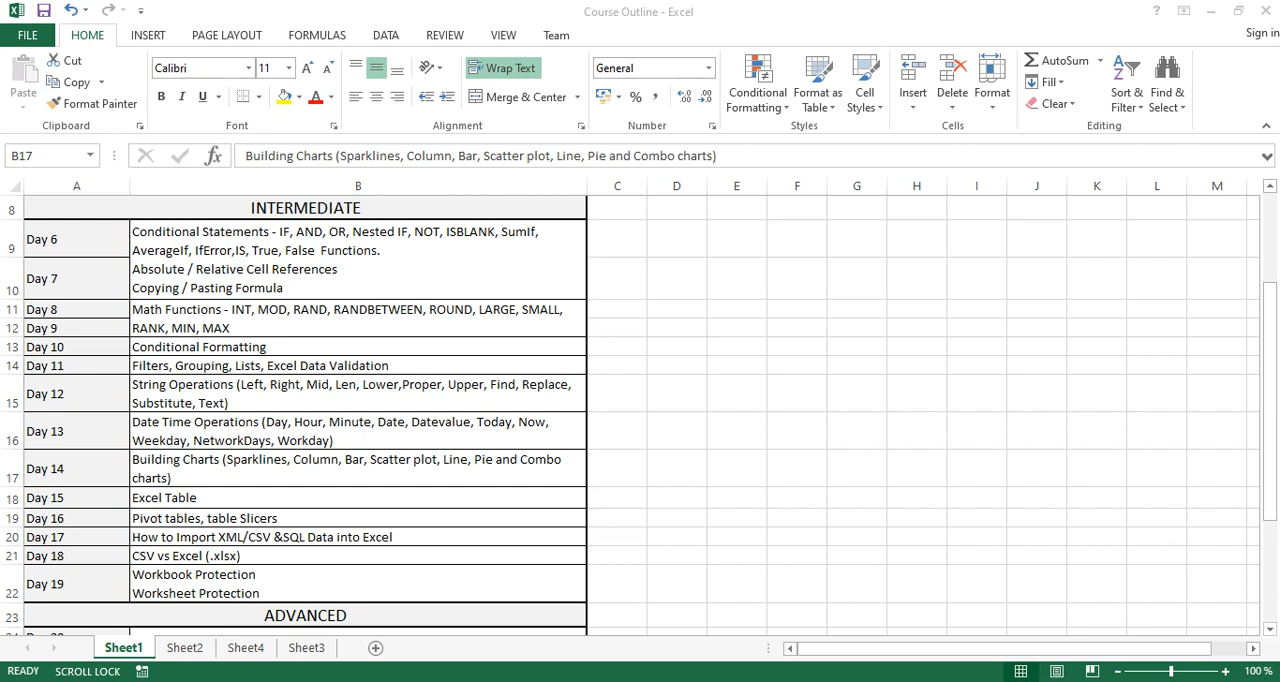 Course Outline - Excel
?
FILE HOME INSERT PAGE LAYOUT FORMULAS DATA REVIEW VIEW Team Sign in
Paste
Cut
Copy
Format Painter
Clipboard
Calibri 11
B I U
Font
Wrap Text
Merge & Center
Alignment
General
%
Number
Conditional Formatting
Format as Table
Cell Styles
Styles
Insert Delete Format
Cells
AutoSum
Fill
Clear
Sort & Filter
Find & Select
Editing
B17 fx Building Charts (Sparklines, Column, Bar, Scatter plot, Line, Pie and Combo charts)
A B C D E F G H I J K L M
8 INTERMEDIATE
9 Day 6 Conditional Statements - IF, AND, OR, Nested IF, NOT, ISBLANK, SumIf,
AverageIf, IfError,IS, True, False Functions.
10 Day 7 Absolute / Relative Cell References
Copying / Pasting Formula
11 Day 8 Math Functions - INT, MOD, RAND, RANDBETWEEN, ROUND, LARGE, SMALL,
12 Day 9 RANK, MIN, MAX
13 Day 10 Conditional Formatting
14 Day 11 Filters, Grouping, Lists, Excel Data Validation
15 Day 12 String Operations (Left, Right, Mid, Len, Lower,Proper, Upper, Find, Replace,
Substitute, Text)
16 Day 13 Date Time Operations (Day, Hour, Minute, Date, Datevalue, Today, Now,
Weekday, NetworkDays, Workday)
17 Day 14 Building Charts (Sparklines, Column, Bar, Scatter plot, Line, Pie and Combo
charts)
18 Day 15 Excel Table
19 Day 16 Pivot tables, table Slicers
20 Day 17 How to Import XML/CSV &SQL Data into Excel
21 Day 18 CSV vs Excel (.xlsx)
22 Day 19 Workbook Protection
Worksheet Protection
23 ADVANCED
Sheet1 Sheet2 Sheet4 Sheet3
READY SCROLL LOCK 100 %